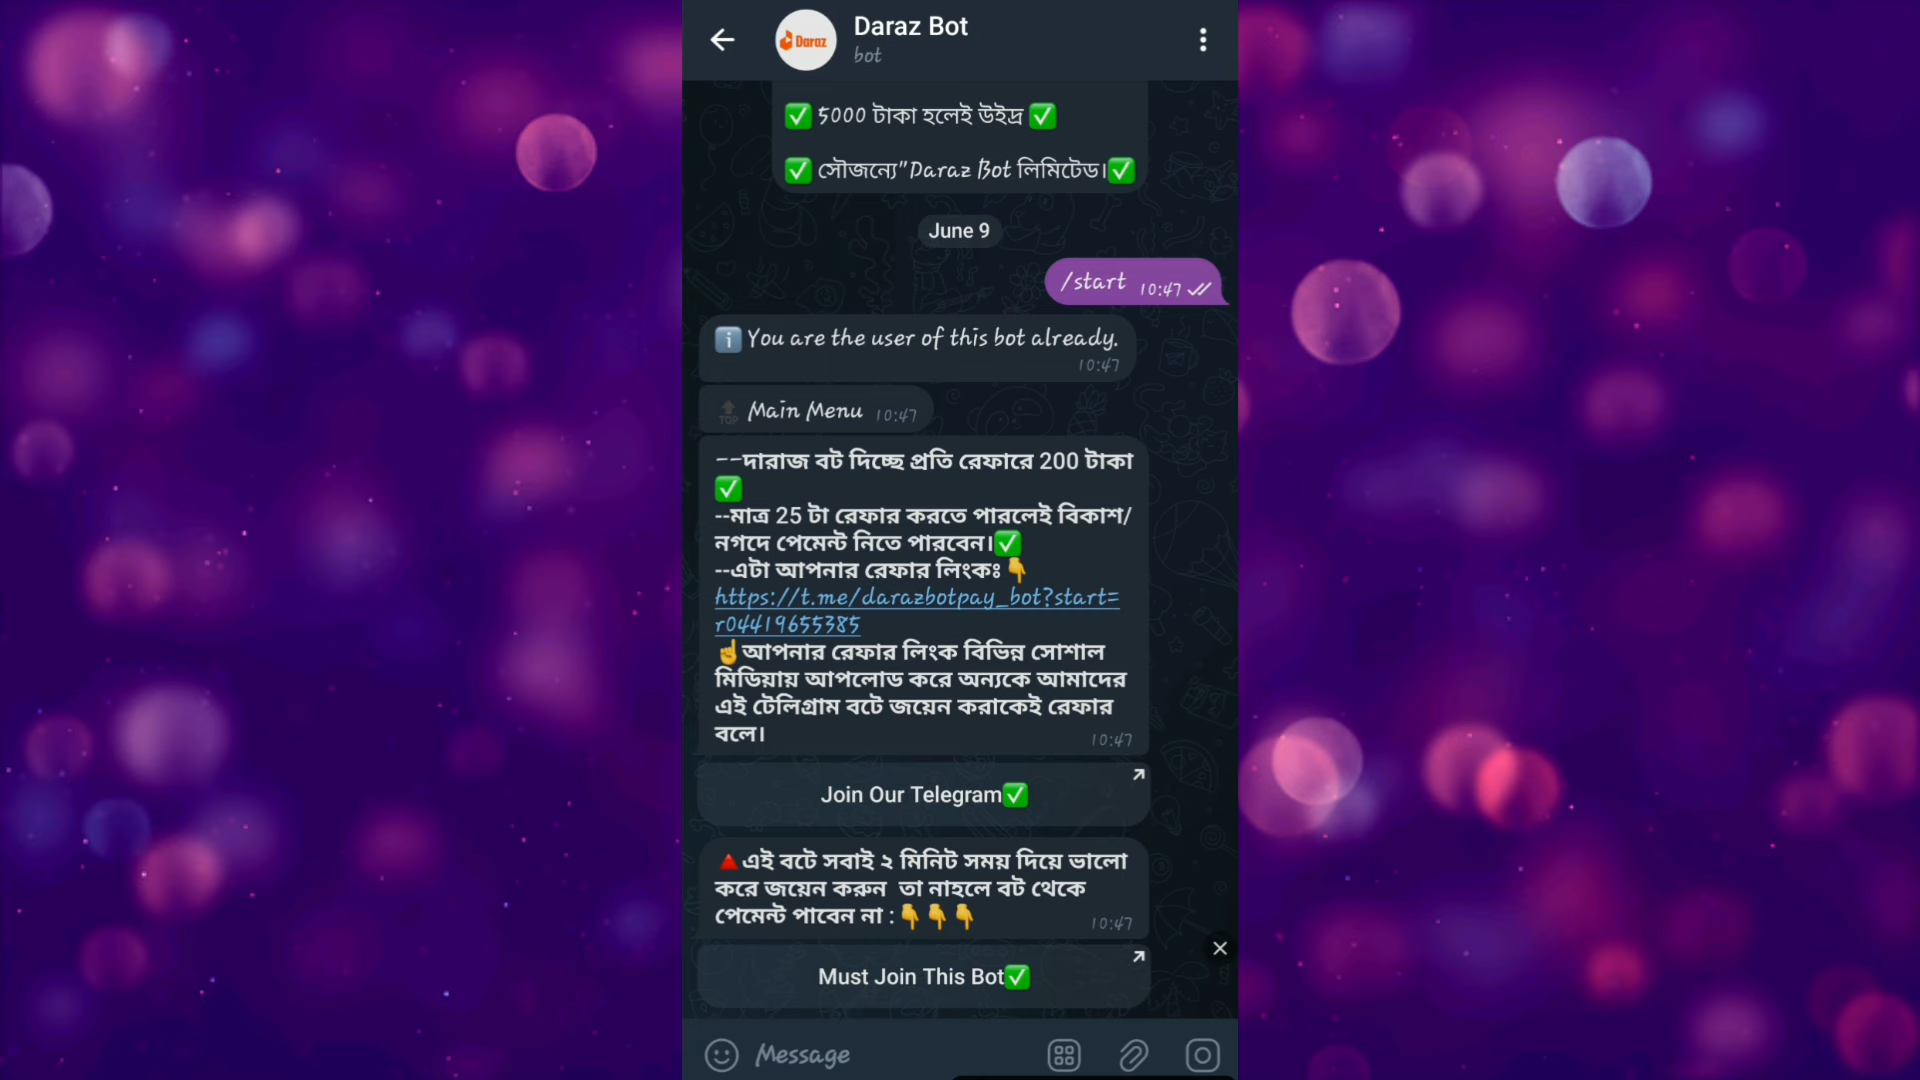 Daraz Bot
Daraz
bot
✅ 5000 টাকা হলেই উইদ্র ✅
✅ সৌজন্যে"Daraz Bot লিমিটেড।✅
June 9
/start 10:47
ℹ️ You are the user of this bot already.
10:47
🔝 Main Menu 10:47
--দারাজ বট দিচ্ছে প্রতি রেফারে 200 টাকা
✅
--মাত্র 25 টা রেফার করতে পারলেই বিকাশ/
নগদে পেমেন্ট নিতে পারবেন।✅
--এটা আপনার রেফার লিংকঃ👇
https://t.me/darazbotpay_bot?start=
r04419655385
☝️আপনার রেফার লিংক বিভিন্ন সোশাল
মিডিয়ায় আপলোড করে অন্যকে আমাদের
এই টেলিগ্রাম বটে জয়েন করাকেই রেফার
বলে।
10:47
Join Our Telegram✅
🔺এই বটে সবাই ২ মিনিট সময় দিয়ে ভালো
করে জয়েন করুন তা নাহলে বট থেকে
পেমেন্ট পাবেন না :👇👇👇
10:47
Must Join This Bot✅
Message